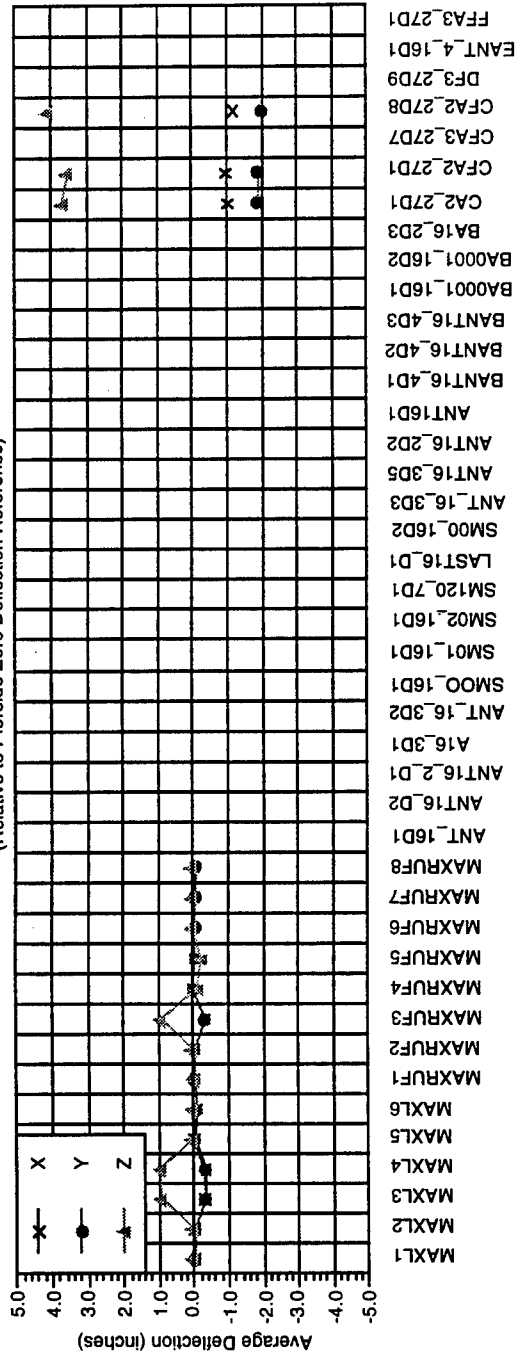 (Relative to Pierside Zero Deflection Reference)
Average Deflection (inches)
5.0
4.0
3.0
2.0
1.0
0.0
-1.0
-2.0
-3.0
-4.0
-5.0
X
Y
Z
MAXL1
MAXL2
MAXL3
MAXL4
MAXL5
MAXL6
MAXRUF1
MAXRUF2
MAXRUF3
MAXRUF4
MAXRUF5
MAXRUF6
MAXRUF7
MAXRUF8
ANT_16D1
ANT16_D2
ANT16_2_D1
A16_3D1
ANT_16_3D2
SMOO_16D1
SM01_16D1
SM02_16D1
SM120_7D1
LAST16_D1
SM00_16D2
ANT_16_3D3
ANT16_3D5
ANT16_2D2
ANT16D1
BANT16_4D1
BANT16_4D2
BANT16_4D3
BA0001_16D1
BA0001_16D2
BA16_2D3
CA2_27D1
CFA2_27D1
CFA3_27D7
CFA2_27D8
DF3_27D9
EANT_4_16D1
FFA3_27D1